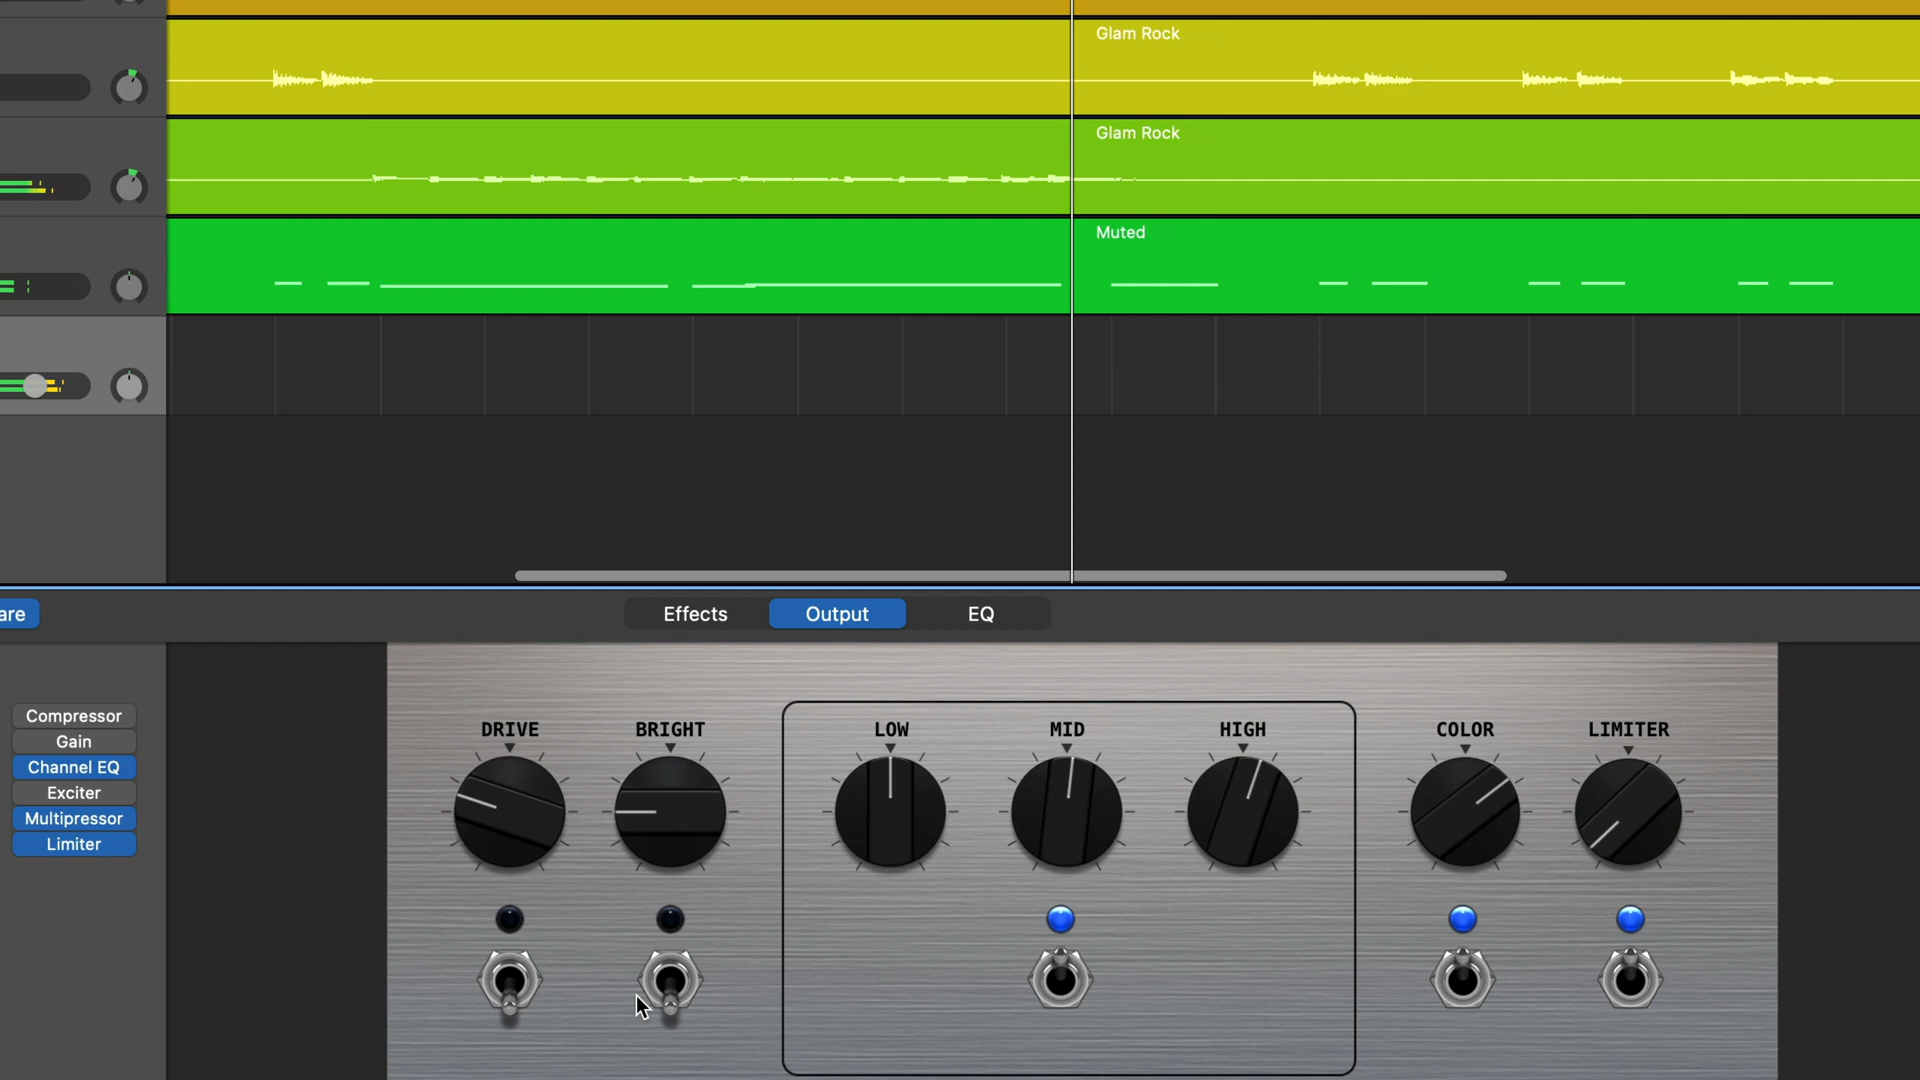 Glam Rock
Glam Rock
Muted
are
Effects Output EQ
Compressor
Gain
Channel EQ
Exciter
Multipressor
Limiter
DRIVE BRIGHT LOW MID HIGH COLOR LIMITER